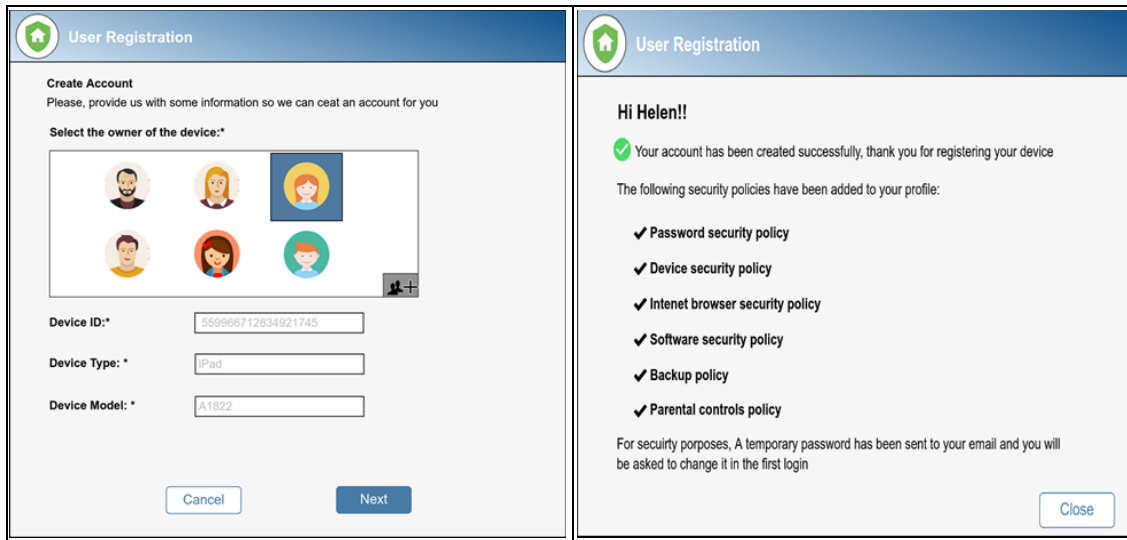 User Registration
Create Account
Please, provide us with some information so we can ceat an account for you
Select the owner of the device:*
Device ID:* 559966712834921745
Device Type: * iPad
Device Model: * A1822
Cancel Next
User Registration
Hi Helen!!
Your account has been created successfully, thank you for registering your device
The following security policies have been added to your profile:
Password security policy
Device security policy
Intenet browser security policy
Software security policy
Backup policy
Parental controls policy
For secuirty porposes, A temporary password has been sent to your email and you will
be asked to change it in the first login
Close